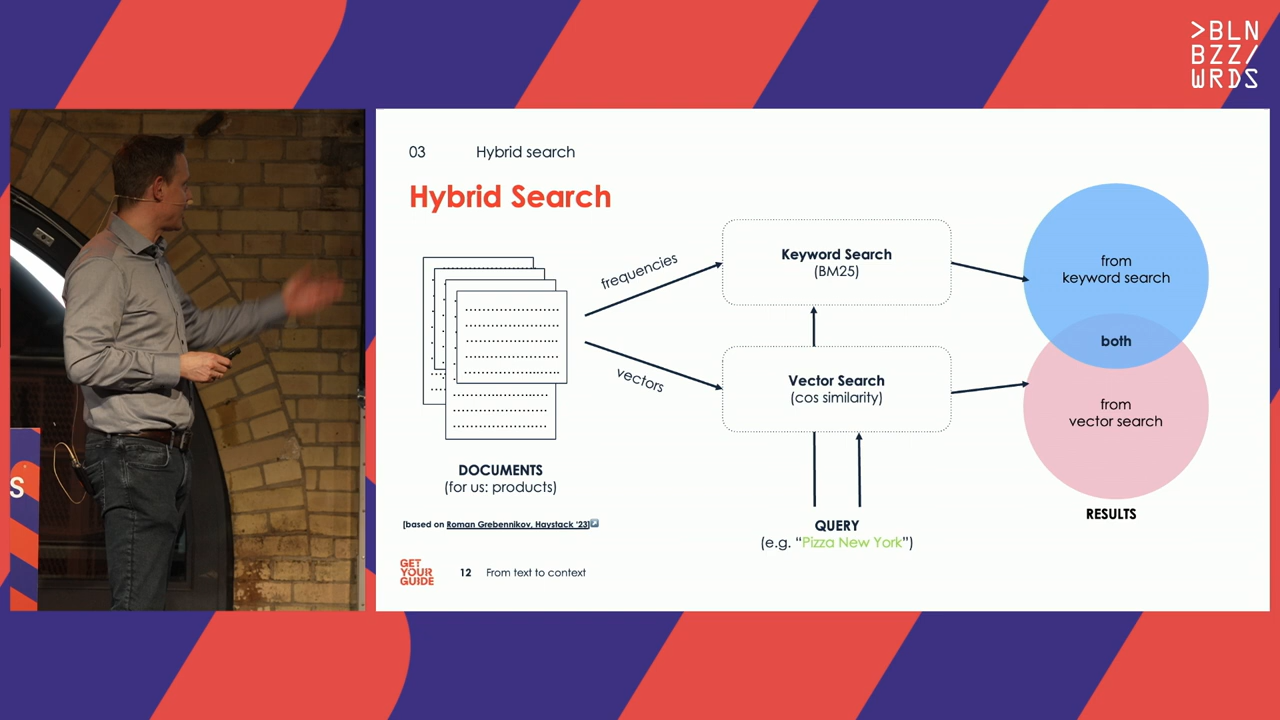 >BLN
BZZ/
WRDS
03 Hybrid search
Hybrid Search
frequencies
vectors
Keyword Search
(BM25)
Vector Search
(cos similarity)
from
keyword search
both
from
vector search
RESULTS
DOCUMENTS
(for us: products)
QUERY
(e.g. “Pizza New York”)
[based on Roman Grebennikov, Haystack '23]
GET
YOUR
GUIDE
12 From text to context
S